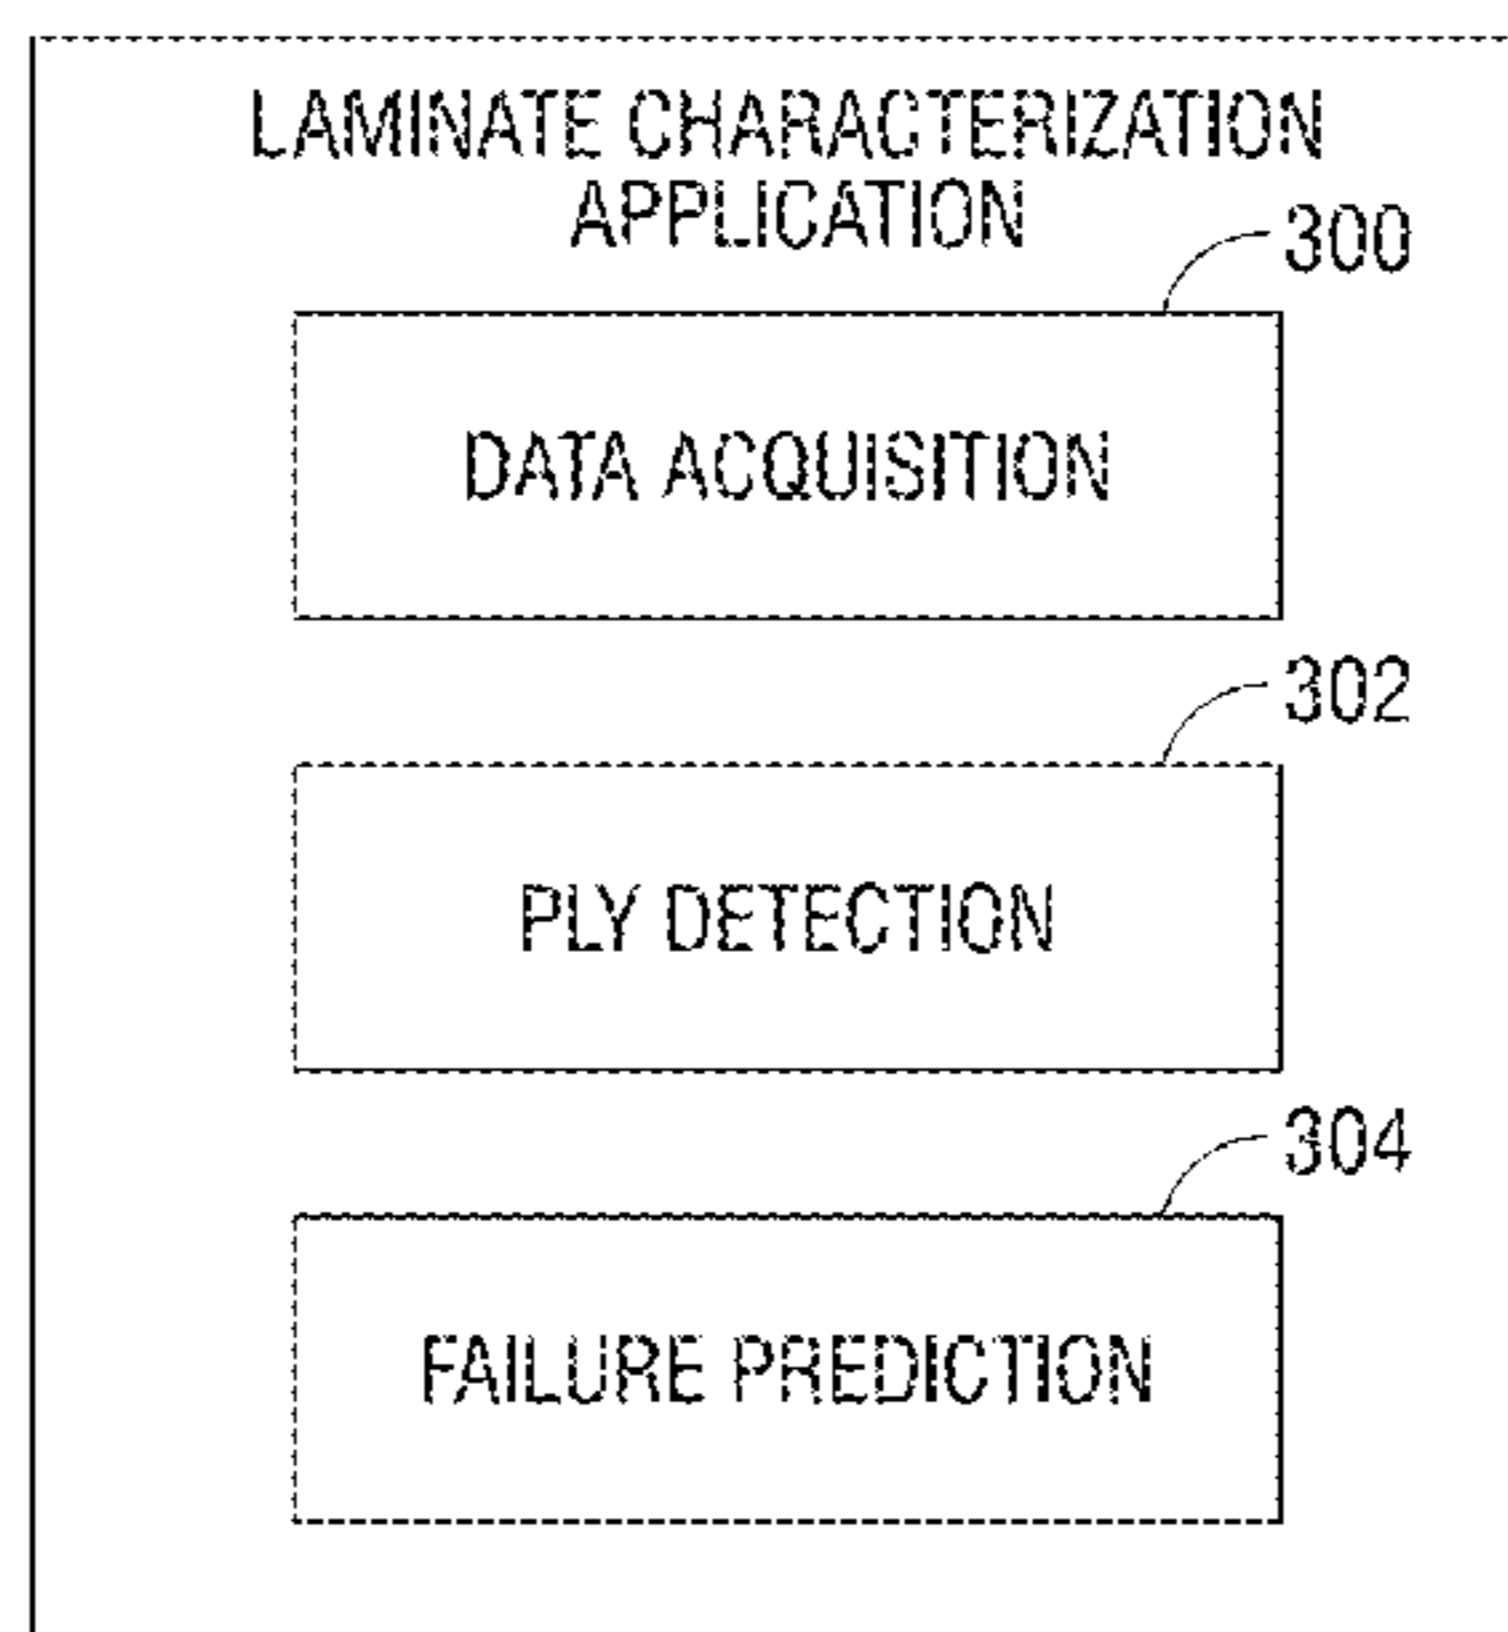 LAMINATE CHARACTERIZATION
APPLICATION
300
DATA ACQUISITION
302
PLY DETECTION
304
FAILURE PREDICTION